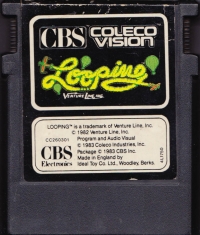 CBS COLECO VISION
Looping
VENTURE LINE, INC.
LOOPING™ is a trademark of Venture Line, Inc.
© 1982 Venture Line, Inc.
Program and Audio Visual
© 1983 Coleco Industries, Inc.
Package © 1983 CBS Inc.
Made in England by
Ideal Toy Co. Ltd., Woodley, Berks.
CBS
Electronics